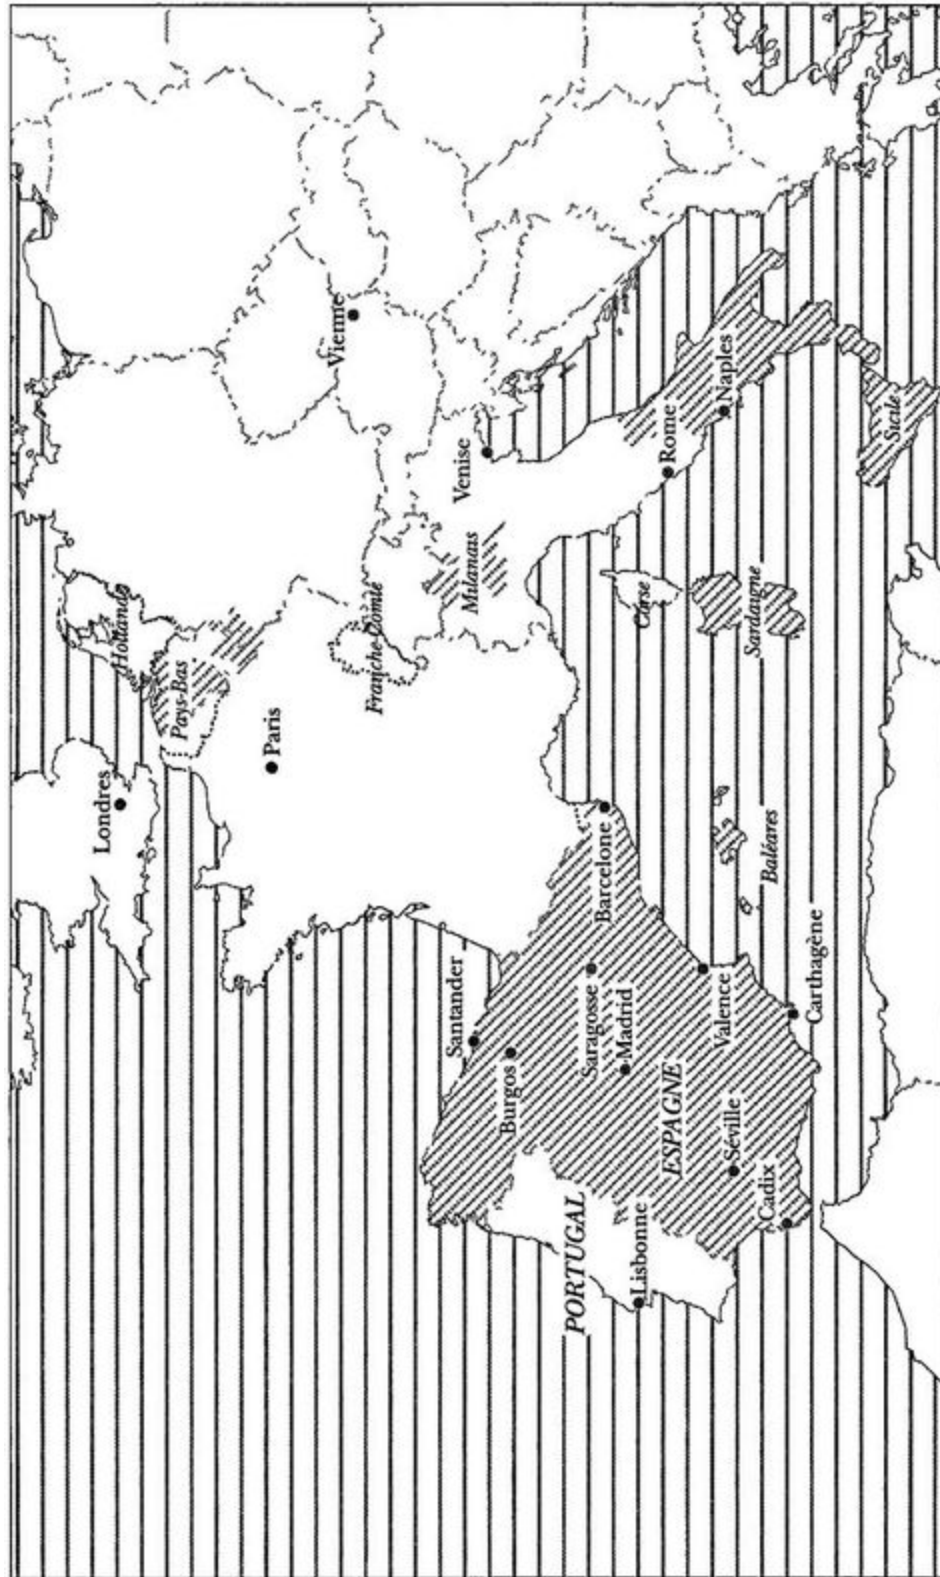 Londres
Hollande
Pays-Bas
Paris
Vienne
Franche-Comté
Venise
Milanais
Santander
Burgos
Saragosse
Barcelone
Madrid
Corse
Rome
PORTUGAL
Lisbonne
ESPAGNE
Valence
Naples
Séville
Sardaigne
Baléares
Cadix
Carthagène
Sicile